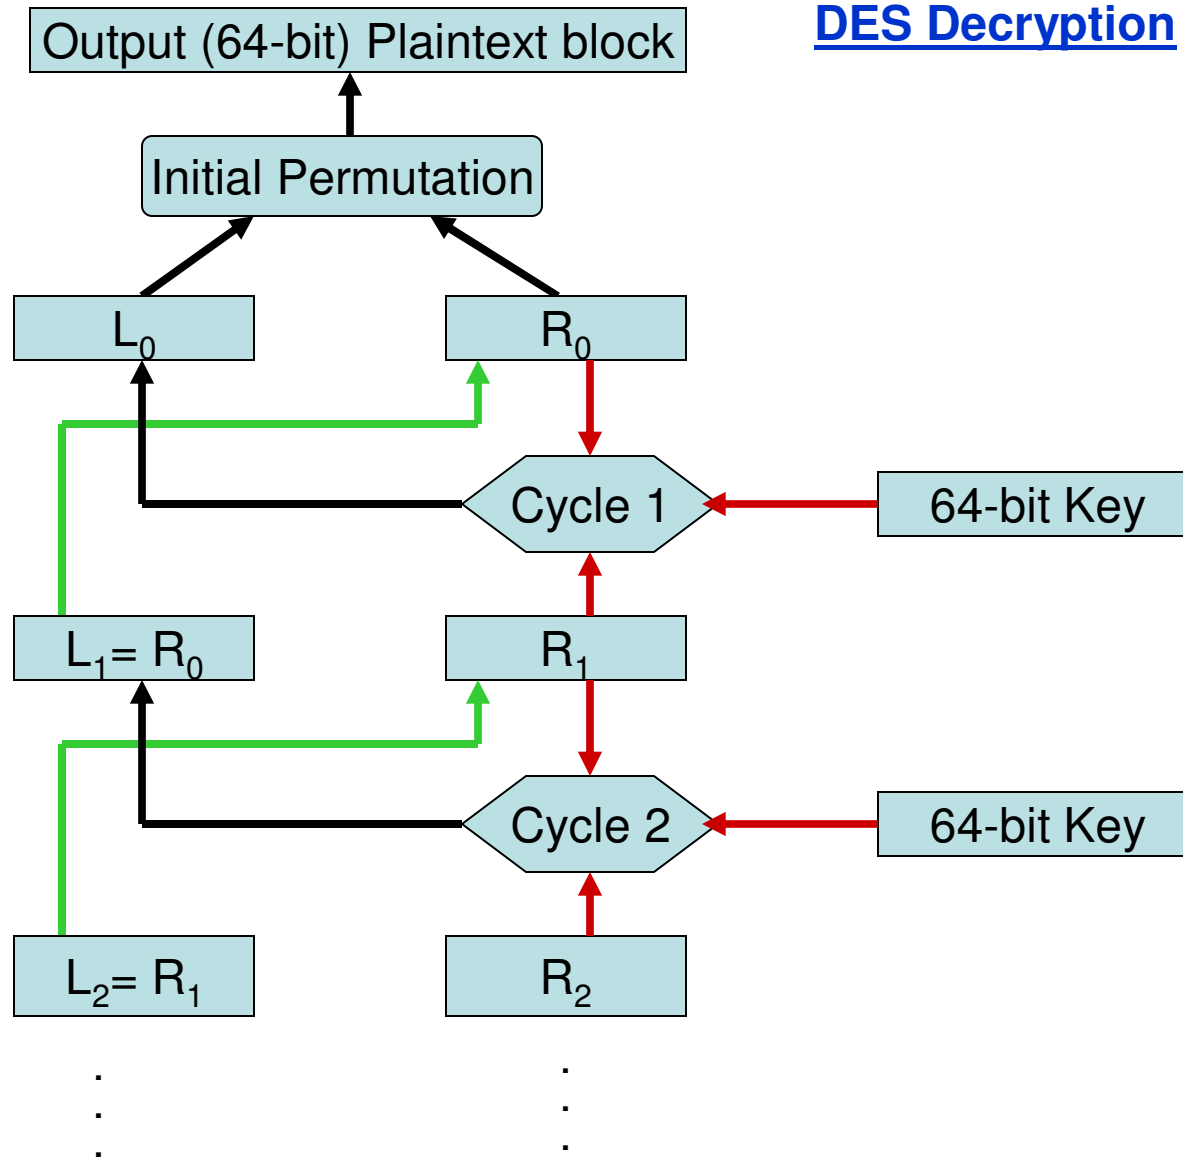 DES Decryption
Output (64-bit) Plaintext block
Initial Permutation
L₀
R₀
Cycle 1
64-bit Key
L₁= R₀
R₁
Cycle 2
64-bit Key
L₂= R₁
R₂
. .
. .
. .